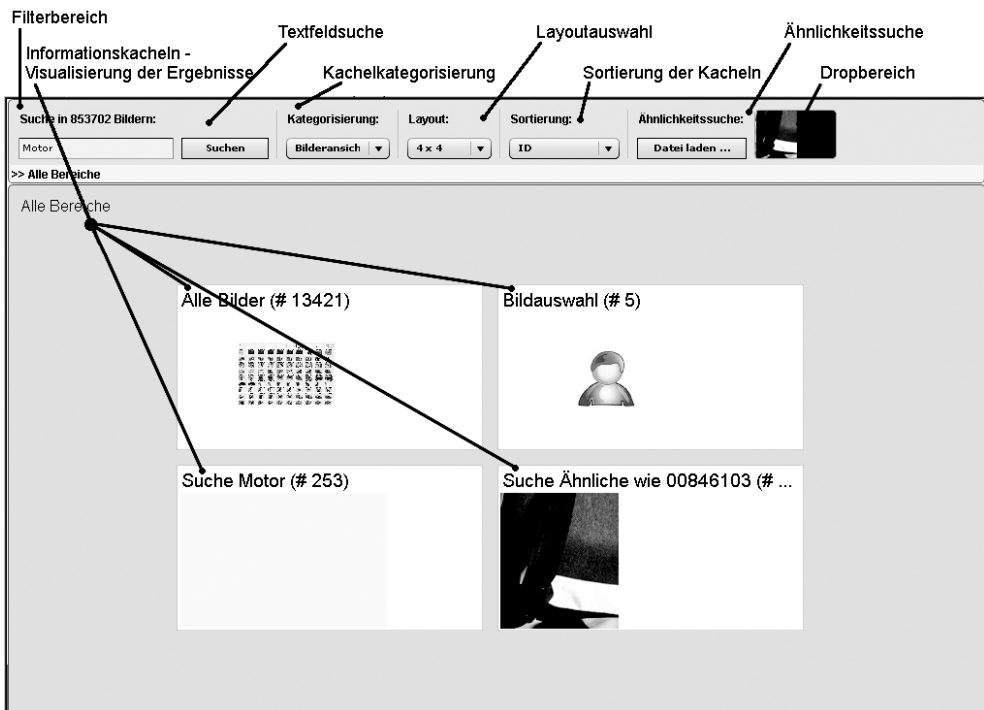 Filterbereich
Informationskacheln -
Visualisierung der Ergebnisse
Textfeldsuche
Kachelkategorisierung
Layoutauswahl
Sortierung der Kacheln
Ähnlichkeitssuche
Dropbereich
Suche in 853702 Bildern:
Kategorisierung:
Layout:
Sortierung:
Ähnlichkeitssuche:
Motor
Suchen
Bilderansich
4 x 4
ID
Datei laden ...
>> Alle Bereiche
Alle Bereiche
Alle Bilder (# 13421)
Bildauswahl (# 5)
Suche Motor (# 253)
Suche Ähnliche wie 00846103 (# ...